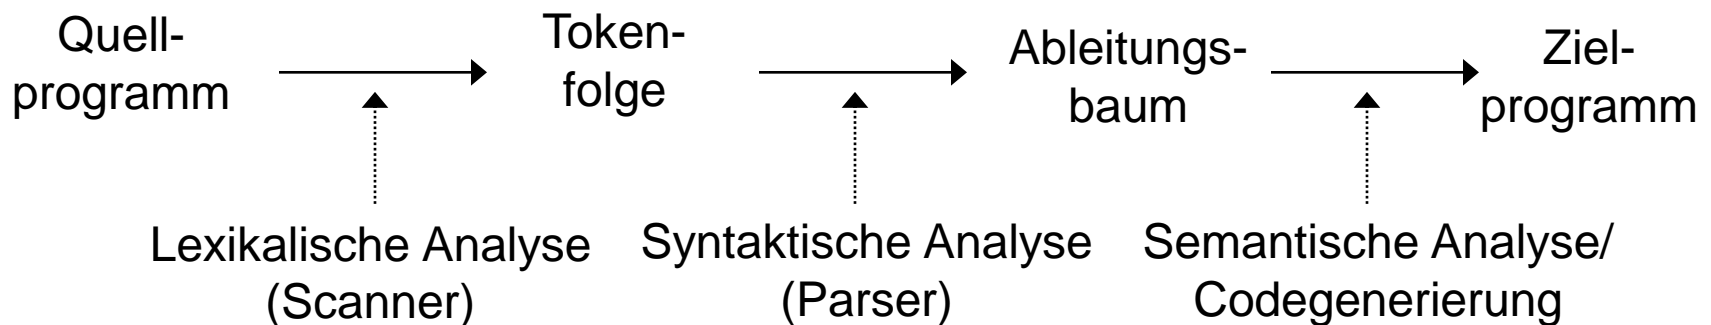 Quell-
programm
Token-
folge
Ableitungs-
baum
Ziel-
programm
Lexikalische Analyse
(Scanner)
Syntaktische Analyse
(Parser)
Semantische Analyse/
Codegenerierung